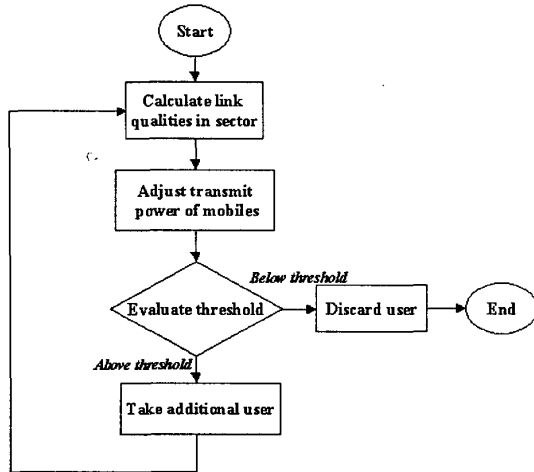 Start
Calculate link
qualities in sector
Adjust transmit
power of mobiles
Below threshold
Evaluate threshold
Discard user
End
Above threshold
Take additional user